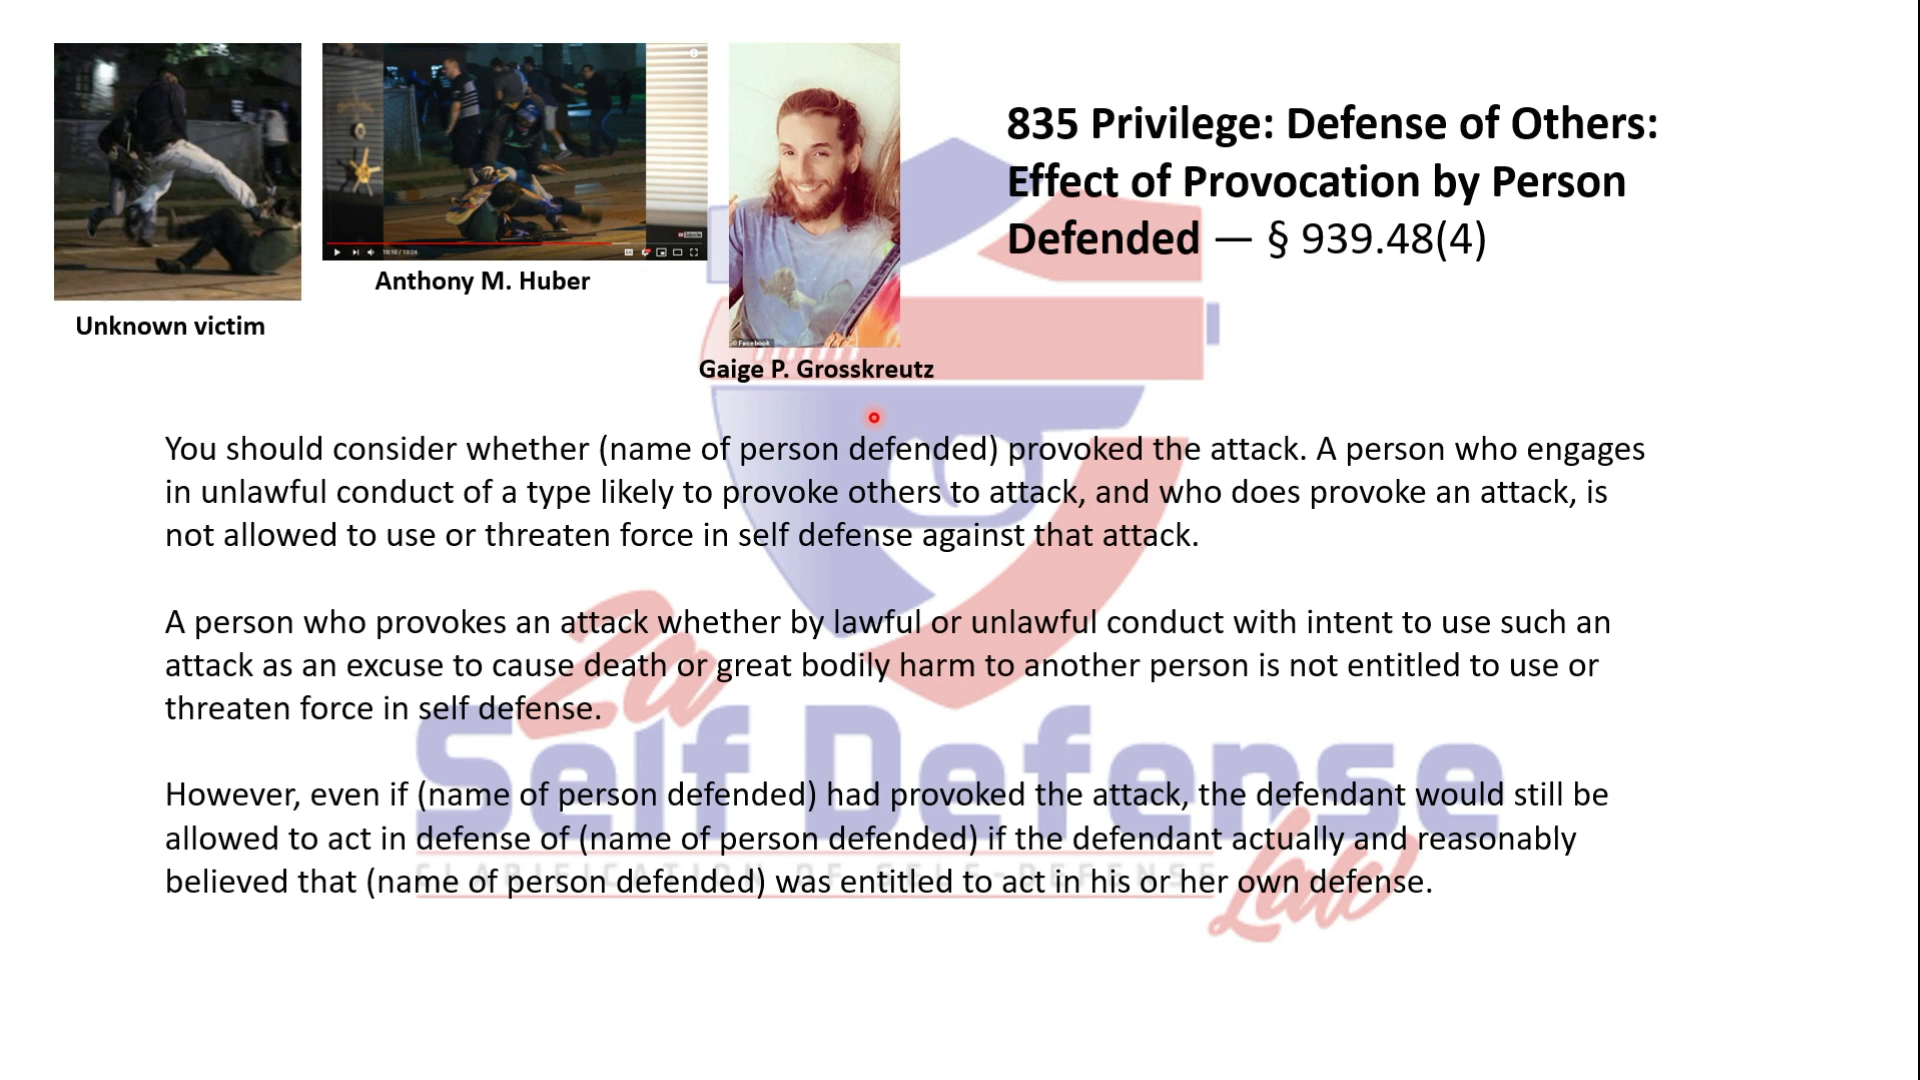 835 Privilege: Defense of Others:
Effect of Provocation by Person
Defended — § 939.48(4)
Unknown victim
Anthony M. Huber
© Facebook
Gaige P. Grosskreutz
You should consider whether (name of person defended) provoked the attack. A person who engages
in unlawful conduct of a type likely to provoke others to attack, and who does provoke an attack, is
not allowed to use or threaten force in self defense against that attack.
A person who provokes an attack whether by lawful or unlawful conduct with intent to use such an
attack as an excuse to cause death or great bodily harm to another person is not entitled to use or
threaten force in self defense.
However, even if (name of person defended) had provoked the attack, the defendant would still be
allowed to act in defense of (name of person defended) if the defendant actually and reasonably
believed that (name of person defended) was entitled to act in his or her own defense.
2a
Self Defense
CLARIFICATION OF SELF-DEFENSE
Law